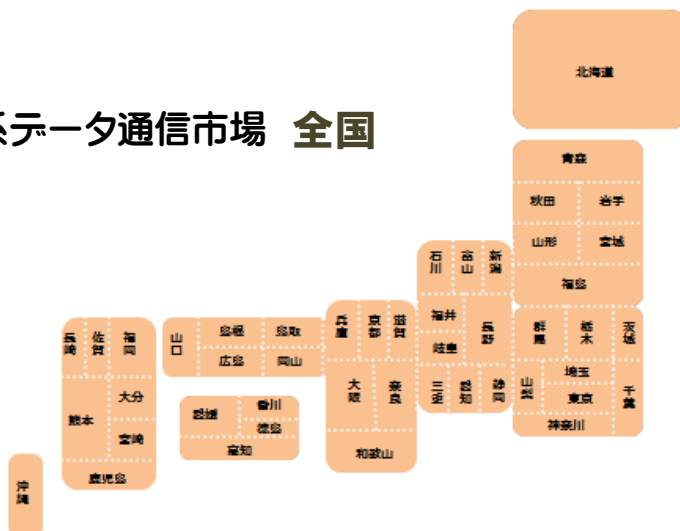 系データ通信市場 全国
北海道
青森
秋田 岩手
山形 宮城
福島
石川 富山 新潟
福井 長野
岐阜
三重 愛知 静岡
群馬 栃木 茨城
山梨 埼玉 千葉
東京
神奈川
兵庫 京都 滋賀
大阪 奈良
和歌山
山口 島根 鳥取
広島 岡山
愛媛 香川
徳島
高知
長崎 佐賀 福岡
熊本 大分
宮崎
鹿児島
沖縄